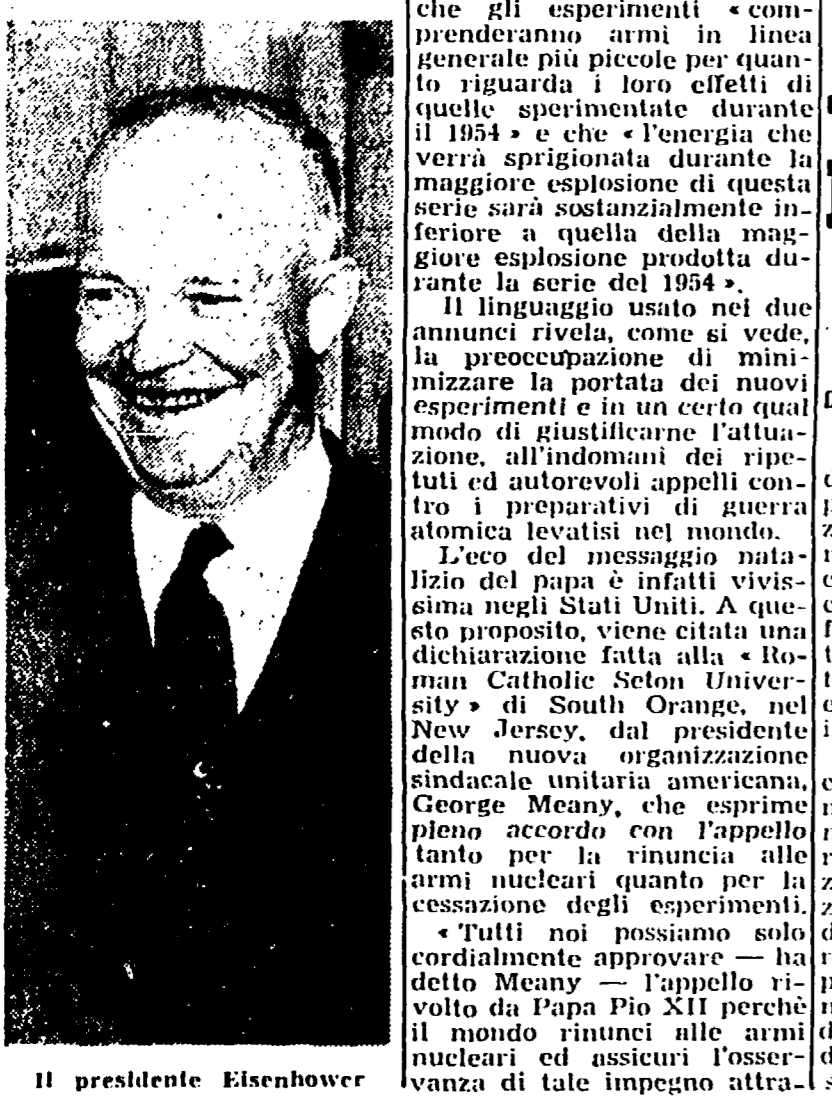 Il presidente Eisenhower
che gli esperimenti « com-
prenderanno armi in linea
generale più piccole per quan-
to riguarda i loro effetti di
quelle sperimentate durante
il 1954 » e che « l'energia che
verrà sprigionata durante la
maggiore esplosione di questa
serie sarà sostanzialmente in-
feriore a quella della mag-
giore esplosione prodotta du-
rante la serie del 1954 ».
Il linguaggio usato nei due
annunci rivela, come si vede,
la preoccupazione di mini-
mizzare la portata dei nuovi
esperimenti e in un certo qual
modo di giustificarne l'attua-
zione, all'indomani dei ripe-
tuti ed autorevoli appelli con-
tro i preparativi di guerra
atomica levatisi nel mondo.
L'eco del messaggio nata-
lizio del papa è infatti vivis-
sima negli Stati Uniti. A que-
sto proposito, viene citata una
dichiarazione fatta alla « Ro-
man Catholic Seton Univer-
sity » di South Orange, nel
New Jersey, dal presidente
della nuova organizzazione
sindacale unitaria americana,
George Meany, che esprime
pieno accordo con l'appello
tanto per la rinuncia alle
armi nucleari quanto per la
cessazione degli esperimenti.
« Tutti noi possiamo solo
cordialmente approvare — ha
detto Meany — l'appello ri-
volto da Papa Pio XII perchè
il mondo rinunci alle armi
nucleari ed assicuri l'osser-
vanza di tale impegno attra-